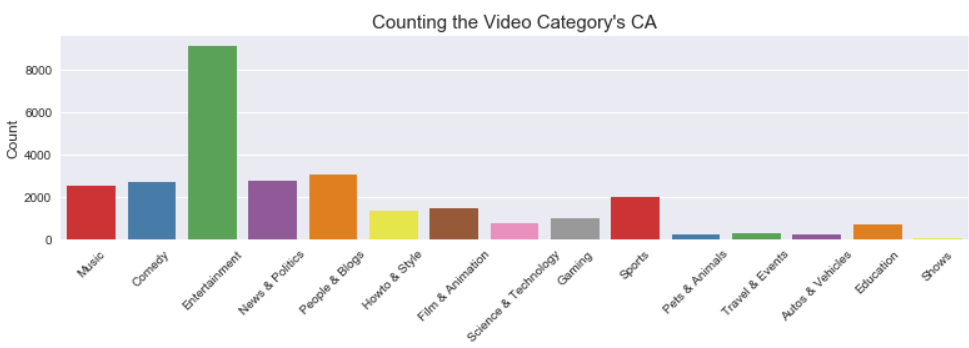 Counting the Video Category's CA
Count
8000
6000
4000
2000
0
Music
Comedy
Entertainment
News & Politics
People & Blogs
Howto & Style
Film & Animation
Science & Technology
Gaming
Sports
Pets & Animals
Travel & Events
Autos & Vehicles
Education
Shows